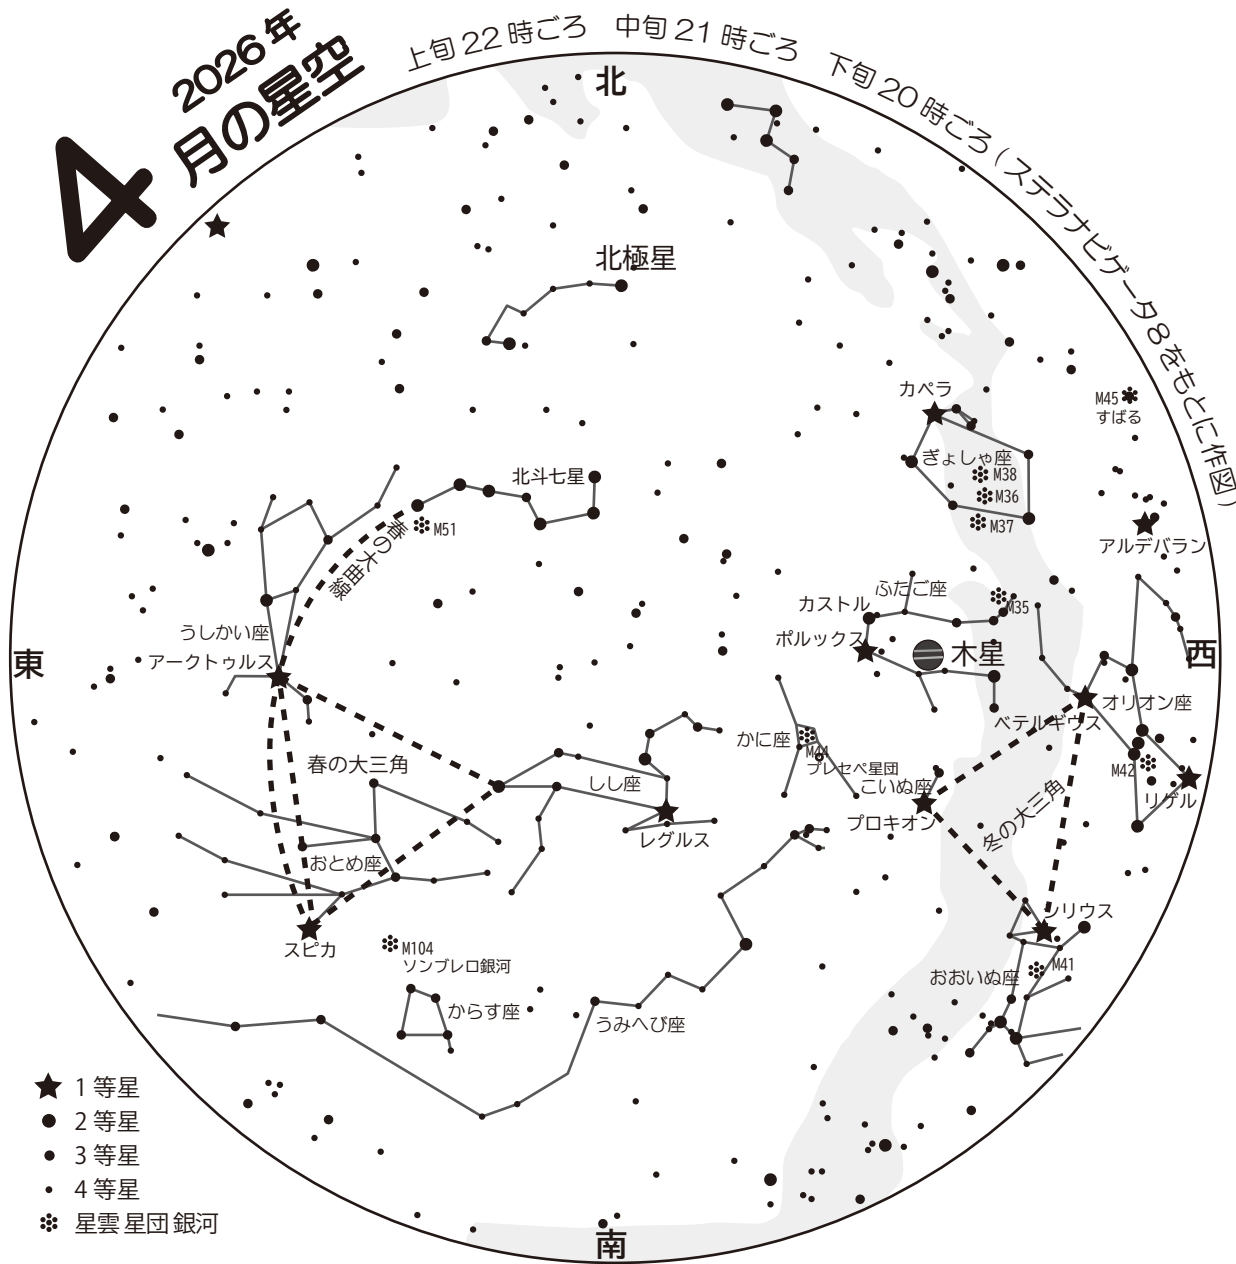 2026年
4月の星空
上旬22時ごろ 中旬21時ごろ 下旬20時ごろ(ステラナビゲータ8をもとに作図)
北
北極星
カペラ
M45
すばる
ぎょしゃ座
M38
M36
M37
北斗七星
M51
春の大曲線
アルデバラン
ふたご座
カストル
M35
ポルックス
木星
うしかい座
アークトゥルス
東
西
オリオン座
ベテルギウス
かに座
M44
プレセペ星団
こいぬ座
プロキオン
M42
リゲル
春の大三角
しし座
レグルス
冬の大三角
おとめ座
スピカ
シリウス
M104
ソンブレロ銀河
おおいぬ座
M41
からす座
うみへび座
1等星
2等星
3等星
4等星
星雲 星団 銀河
南